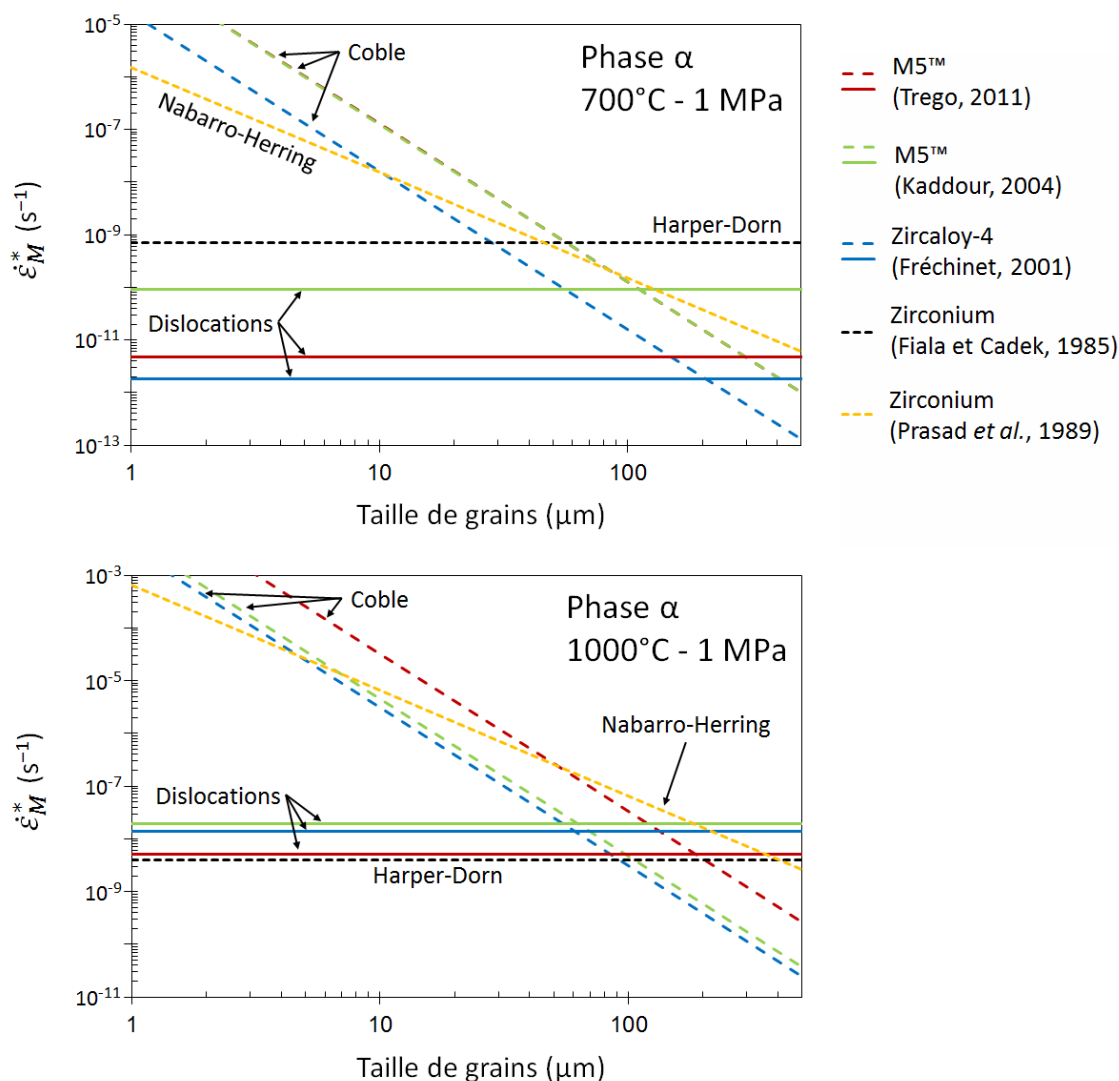 10⁻⁵
10⁻⁷
10⁻⁹
10⁻¹¹
10⁻¹³
ε̇*M (s⁻¹)
Coble
Phase α
700°C - 1 MPa
Nabarro-Herring
Harper-Dorn
Dislocations
1
10
100
Taille de grains (µm)
M5™
(Trego, 2011)
M5™
(Kaddour, 2004)
Zircaloy-4
(Fréchinet, 2001)
Zirconium
(Fiala et Cadek, 1985)
Zirconium
(Prasad et al., 1989)
10⁻³
10⁻⁵
10⁻⁷
10⁻⁹
10⁻¹¹
ε̇*M (s⁻¹)
Coble
Phase α
1000°C - 1 MPa
Nabarro-Herring
Dislocations
Harper-Dorn
1
10
100
Taille de grains (µm)